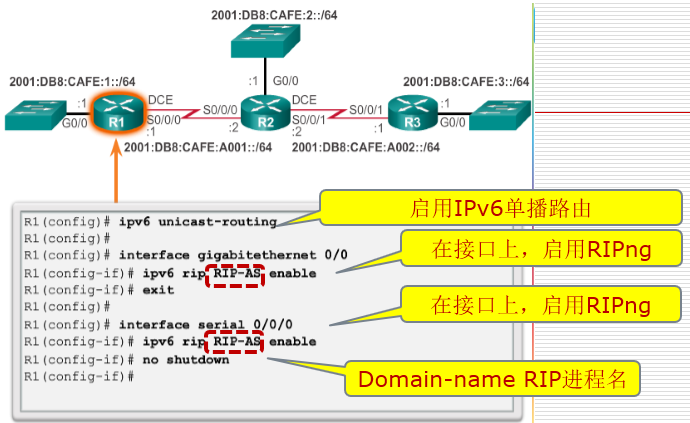 2001:DB8:CAFE:2::/64
:1 G0/0
2001:DB8:CAFE:1::/64
2001:DB8:CAFE:3::/64
:1 G0/0 R1 DCE S0/0/0 :1
S0/0/0 :2 R2 DCE S0/0/1 :2
S0/0/1 :1 R3 :1 G0/0
2001:DB8:CAFE:A001::/64
2001:DB8:CAFE:A002::/64
R1(config)# ipv6 unicast-routing
启用IPv6单播路由
R1(config)#
R1(config)# interface gigabitethernet 0/0
在接口上，启用RIPng
R1(config-if)# ipv6 rip RIP-AS enable
R1(config-if)# exit
R1(config)#
在接口上，启用RIPng
R1(config)# interface serial 0/0/0
R1(config-if)# ipv6 rip RIP-AS enable
R1(config-if)# no shutdown
Domain-name RIP进程名
R1(config-if)#